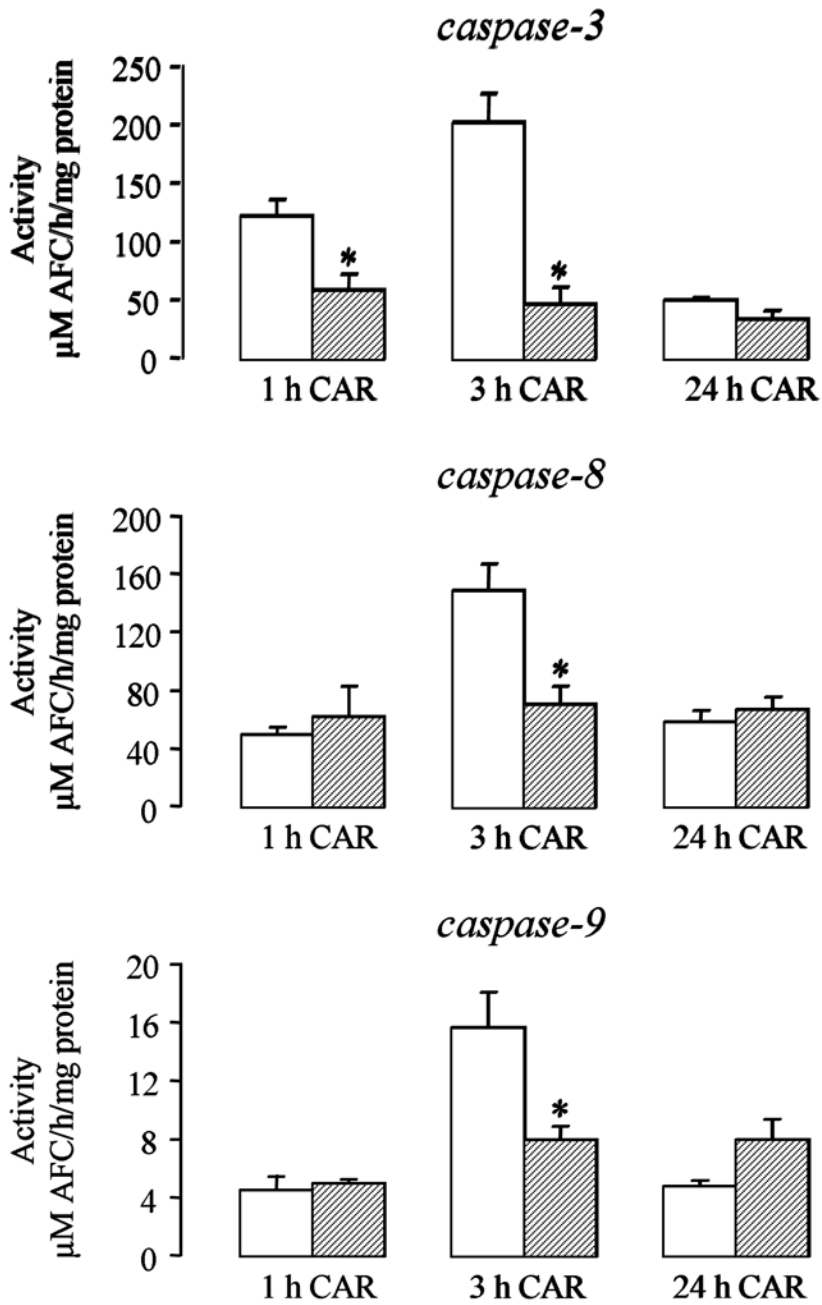 caspase-3
Activity
µM AFC/h/mg protein
250
200
150
100
50
0
*
*
1 h CAR
3 h CAR
24 h CAR
caspase-8
Activity
µM AFC/h/mg protein
200
160
120
80
40
0
*
1 h CAR
3 h CAR
24 h CAR
caspase-9
Activity
µM AFC/h/mg protein
20
16
12
8
4
0
*
1 h CAR
3 h CAR
24 h CAR